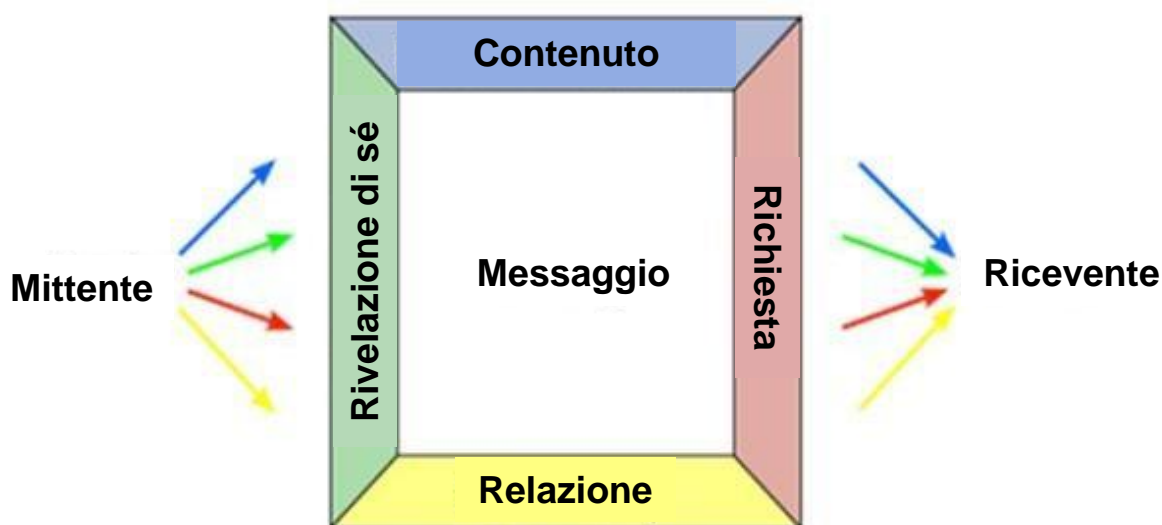 Contenuto
Rivelazione di sé
Mittente
Messaggio
Richiesta
Ricevente
Relazione